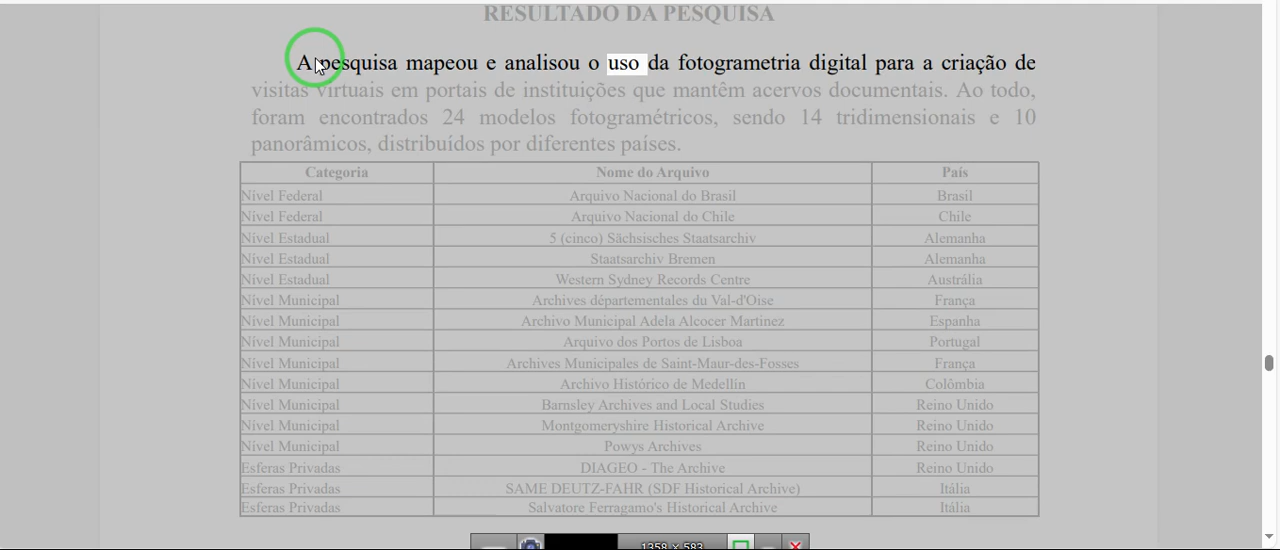 RESULTADO DA PESQUISA
A pesquisa mapeou e analisou o uso da fotogrametria digital para a criação de
visitas virtuais em portais de instituições que mantêm acervos documentais. Ao todo,
foram encontrados 24 modelos fotogramétricos, sendo 14 tridimensionais e 10
panorâmicos, distribuídos por diferentes países.
Categoria Nome do Arquivo País
Nível Federal Arquivo Nacional do Brasil Brasil
Nível Federal Arquivo Nacional do Chile Chile
Nível Estadual 5 (cinco) Sächsisches Staatsarchiv Alemanha
Nível Estadual Staatsarchiv Bremen Alemanha
Nível Estadual Western Sydney Records Centre Austrália
Nível Municipal Archives départementales du Val-d'Oise França
Nível Municipal Archivo Municipal Adela Alcocer Martinez Espanha
Nível Municipal Arquivo dos Portos de Lisboa Portugal
Nível Municipal Archives Municipales de Saint-Maur-des-Fosses França
Nível Municipal Archivo Histórico de Medellín Colômbia
Nível Municipal Barnsley Archives and Local Studies Reino Unido
Nível Municipal Montgomeryshire Historical Archive Reino Unido
Nível Municipal Powys Archives Reino Unido
Esferas Privadas DIAGEO - The Archive Reino Unido
Esferas Privadas SAME DEUTZ-FAHR (SDF Historical Archive) Itália
Esferas Privadas Salvatore Ferragamo's Historical Archive Itália
1358 × 583